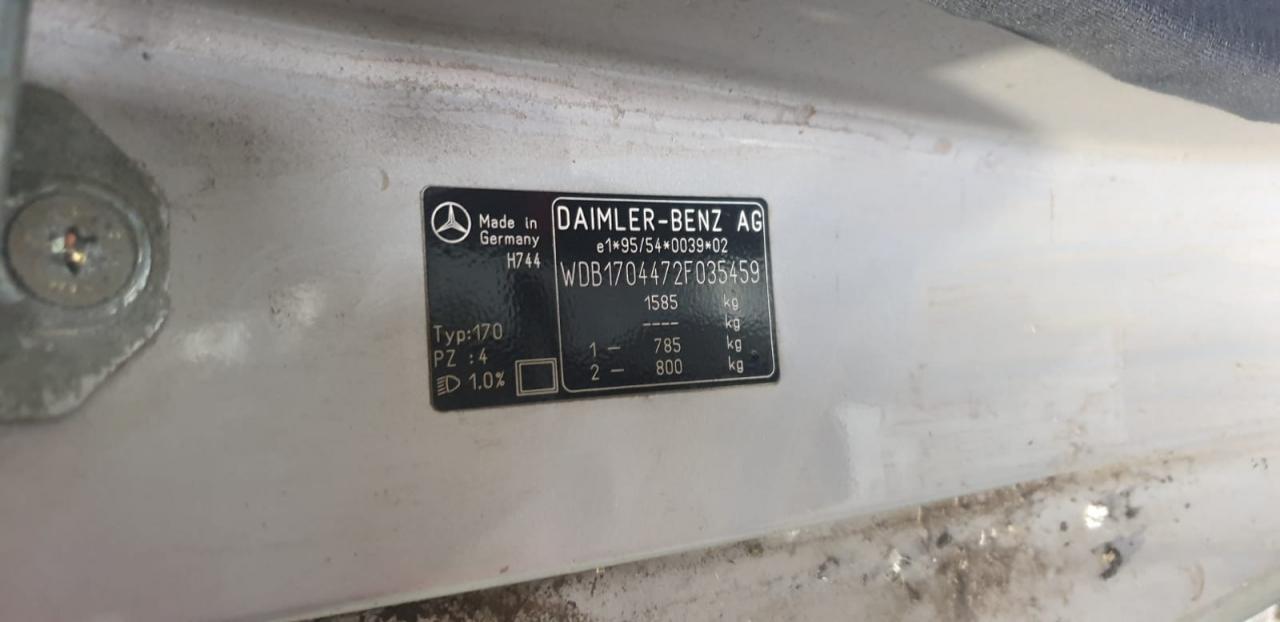 Made in
Germany
H744
Typ:170
PZ :4
1.0%
DAIMLER-BENZ AG
e1*95/54*0039*02
WDB1704472F035459
1585 kg
---- kg
1 - 785 kg
2 - 800 kg